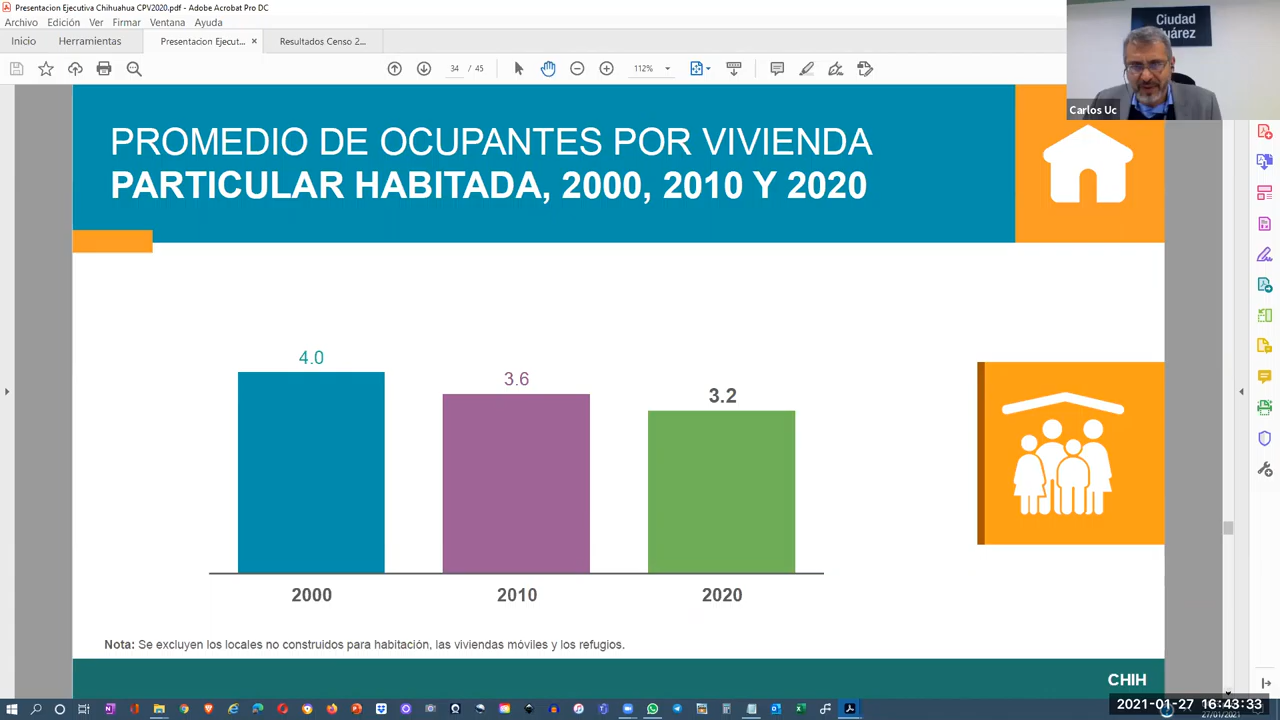 Presentacion Ejecutiva Chihuahua CPV2020.pdf - Adobe Acrobat Pro DC
Archivo Edición Ver Firmar Ventana Ayuda
Inicio Herramientas Presentacion Ejecut... × Resultados Censo 2...
34 / 45 112%
Ciudad
Juárez
Carlos Uc
PROMEDIO DE OCUPANTES POR VIVIENDA
PARTICULAR HABITADA, 2000, 2010 Y 2020
4.0
3.6
3.2
2000 2010 2020
Nota: Se excluyen los locales no construidos para habitación, las viviendas móviles y los refugios.
CHIH
2021-01-27 16:43:33
27/01/2021